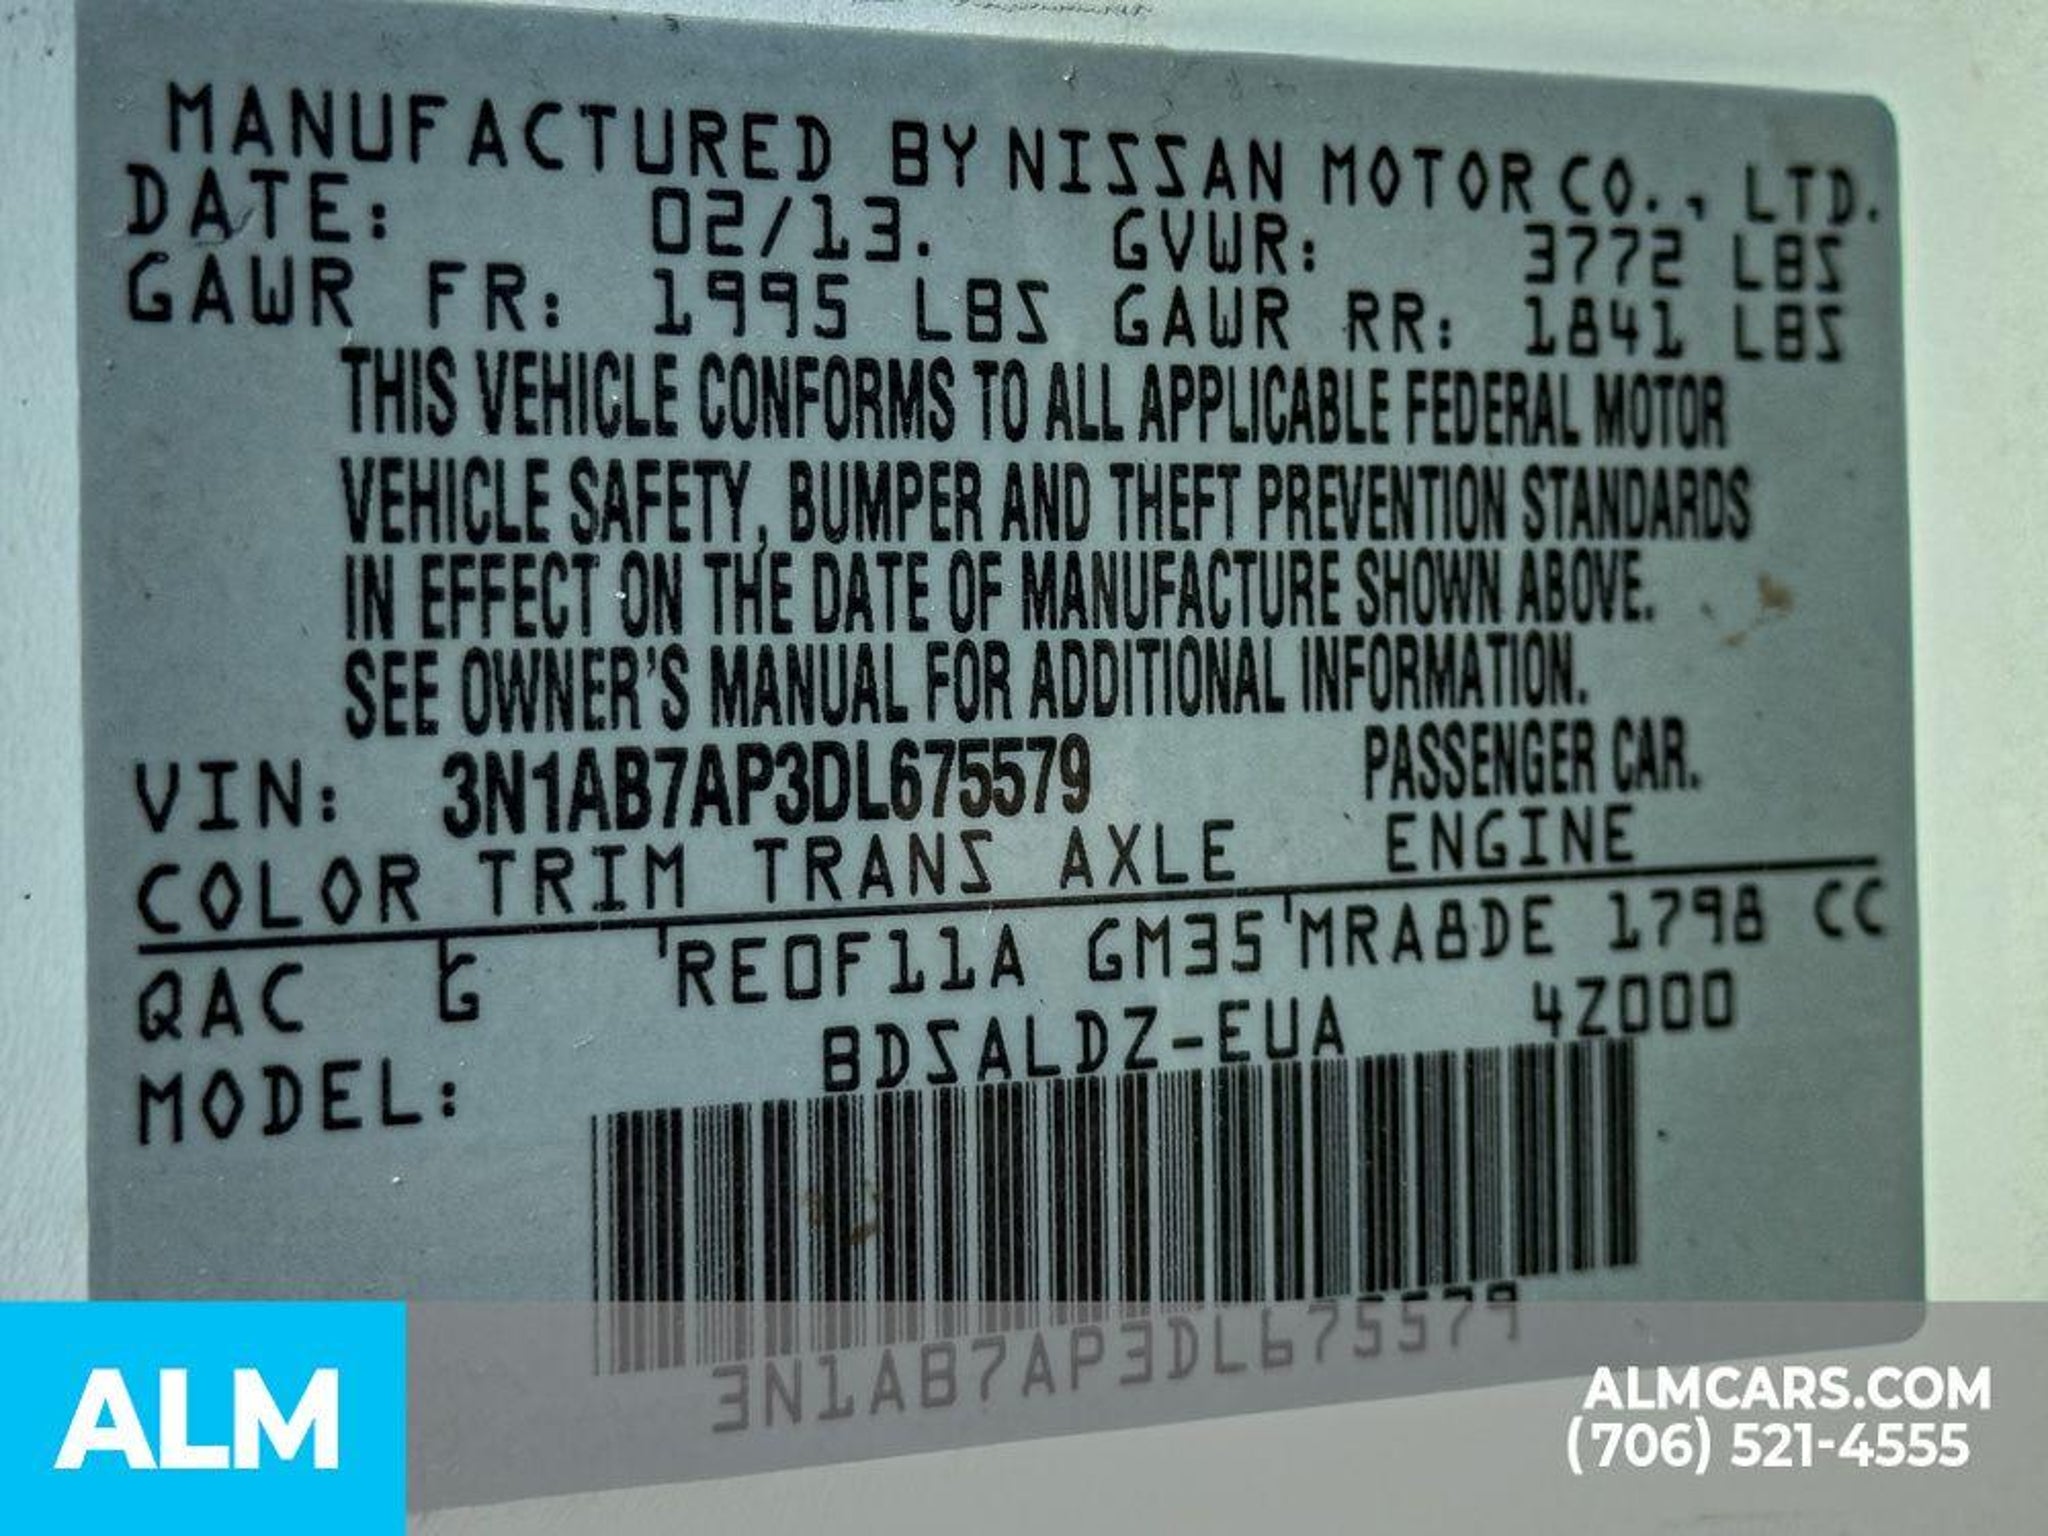 MANUFACTURED BY NISSAN MOTOR CO., LTD.
DATE: 02/13. GVWR: 3772 LBS
GAWR FR: 1995 LBS GAWR RR: 1841 LBS
THIS VEHICLE CONFORMS TO ALL APPLICABLE FEDERAL MOTOR
VEHICLE SAFETY, BUMPER AND THEFT PREVENTION STANDARDS
IN EFFECT ON THE DATE OF MANUFACTURE SHOWN ABOVE.
SEE OWNER'S MANUAL FOR ADDITIONAL INFORMATION.
VIN: 3N1AB7AP3DL675579 PASSENGER CAR.
COLOR TRIM TRANS AXLE ENGINE
QAC G RE0F11A GM35 MRA8DE 1798 CC
MODEL: BDSALDZ-EUA 4Z000
3N1AB7AP3DL675579
ALM
ALMCARS.COM
(706) 521-4555